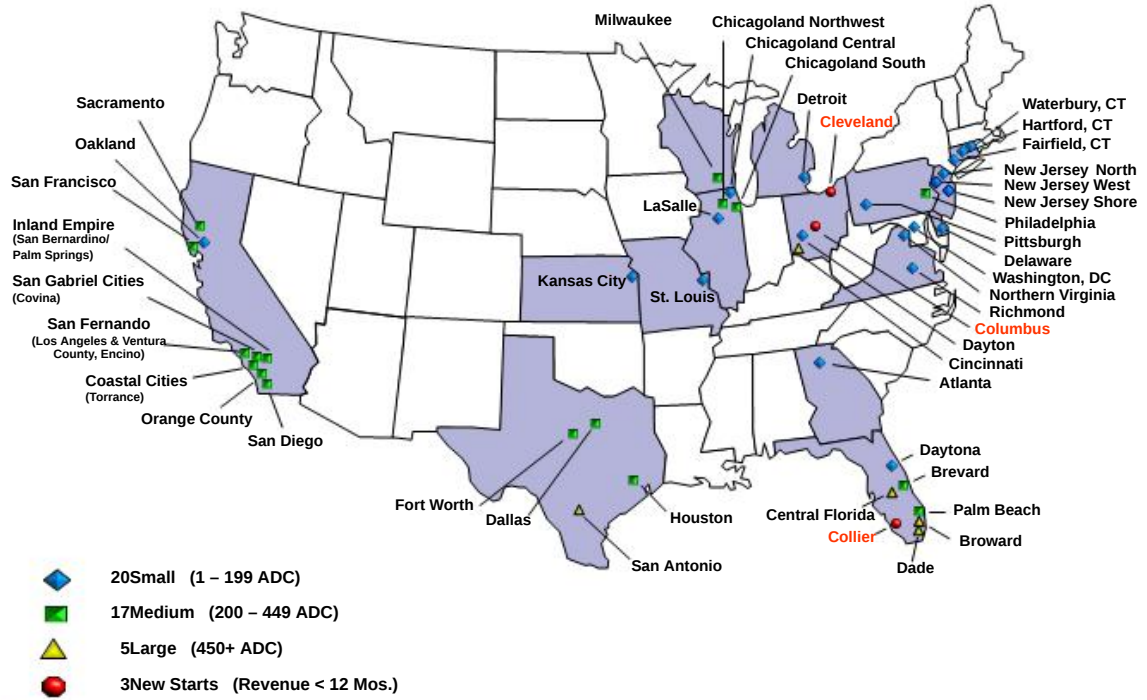 Milwaukee
Chicagoland Northwest
Chicagoland Central
Chicagoland South
Detroit
Cleveland
Sacramento
Oakland
San Francisco
Inland Empire
(San Bernardino/
Palm Springs)
San Gabriel Cities
(Covina)
San Fernando
(Los Angeles & Ventura
County, Encino)
Coastal Cities
(Torrance)
Orange County
San Diego
LaSalle
Kansas City
St. Louis
Waterbury, CT
Hartford, CT
Fairfield, CT
New Jersey North
New Jersey West
New Jersey Shore
Philadelphia
Pittsburgh
Delaware
Washington, DC
Northern Virginia
Richmond
Columbus
Dayton
Cincinnati
Atlanta
Fort Worth
Dallas
Houston
San Antonio
Daytona
Brevard
Central Florida
Palm Beach
Collier
Broward
Dade
20Small (1 – 199 ADC)
17Medium (200 – 449 ADC)
5Large (450+ ADC)
3New Starts (Revenue < 12 Mos.)